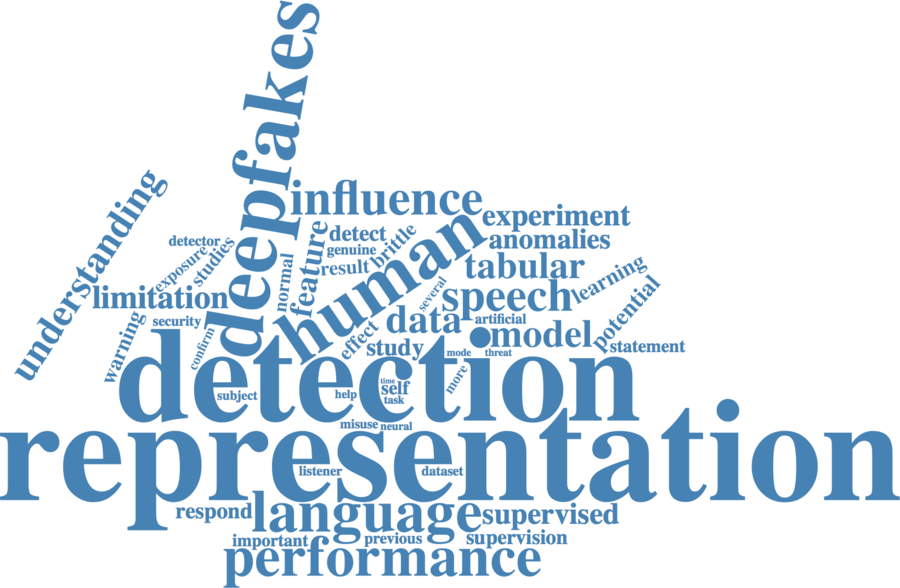 deepfakes
understanding
influence
experiment
detector
exposure
studies
feature
detect
genuine
brittle
human
anomalies
normal
result
tabular
learning
limitation
several
speech
potential
warning
security
confirm
effect
data
artificial
model
study
mode
threat
statement
detection
more
subject
help
time
self
task
misuse
neural
representation
listener
dataset
respond
language
supervised
important
previous
supervision
performance